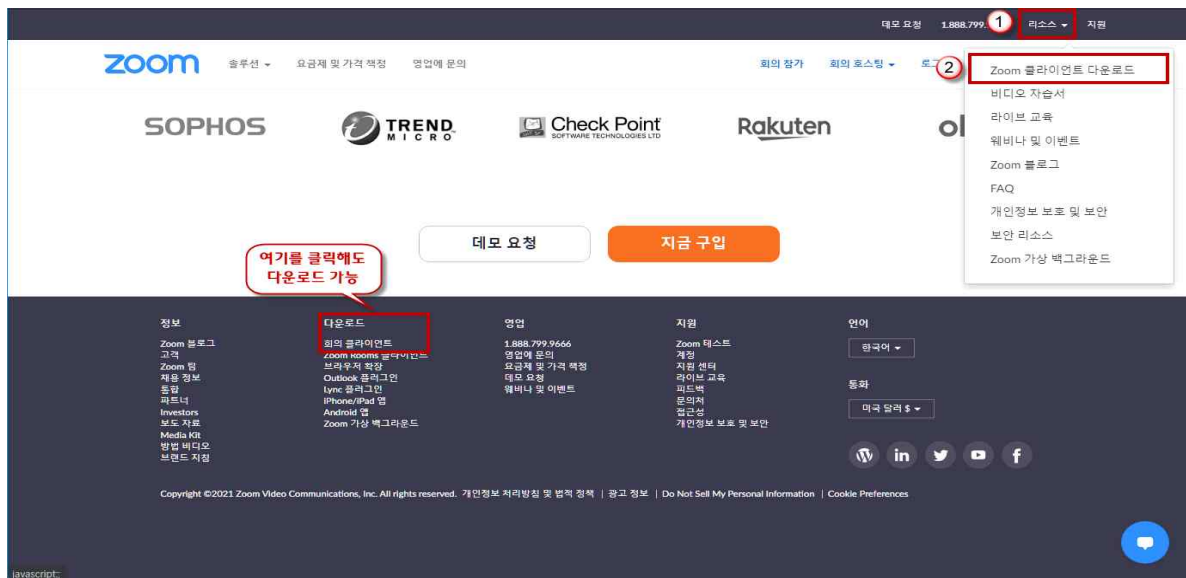 데모 요청 1.888.799. 1 리소스 지원
zoom 솔루션 요금제 및 가격 책정 영업에 문의 회의 참가 회의 호스팅 2
Zoom 클라이언트 다운로드
비디오 자습서
라이브 교육
웨비나 및 이벤트
Zoom 블로그
FAQ
개인정보 보호 및 보안
보안 리소스
Zoom 가상 백그라운드
SOPHOS
TREND
MICRO
Check Point
SOFTWARE TECHNOLOGIES LTD
Rakuten
데모 요청
지금 구입
여기를 클릭해도
다운로드 가능
정보
Zoom 블로그
고객
Zoom 팀
채용 정보
통합
파트너
Investors
보도 자료
Media Kit
방법 비디오
브랜드 지침
다운로드
회의 클라이언트
Zoom Rooms 클라이언트
브라우저 확장
Outlook 플러그인
Lync 플러그인
iPhone/iPad 앱
Android 앱
Zoom 가상 백그라운드
영업
1.888.799.9666
영업에 문의
요금제 및 가격 책정
데모 요청
웨비나 및 이벤트
지원
Zoom 테스트
계정
지원 센터
라이브 교육
피드백
문의처
접근성
개인정보 보호 및 보안
언어
한국어
통화
미국 달러 $
Copyright ©2021 Zoom Video Communications, Inc. All rights reserved. 개인정보 처리방침 및 법적 정책 | 광고 정보 | Do Not Sell My Personal Information | Cookie Preferences
javascript:;